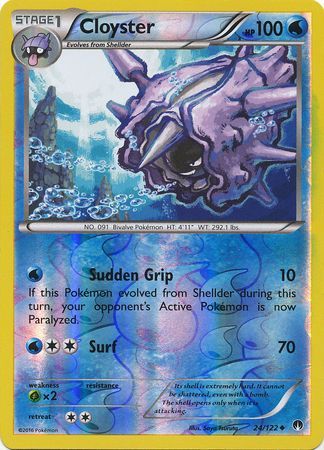 STAGE1 Cloyster HP100
Evolves from Shellder
NO. 091 Bivalve Pokémon HT: 4'11" WT: 292.1 lbs.
Sudden Grip 10
If this Pokémon evolved from Shellder during this
turn, your opponent's Active Pokémon is now
Paralyzed.
Surf 70
weakness resistance
×2
Its shell is extremely hard. It cannot
be shattered, even with a bomb.
The shell opens only when it is
attacking.
retreat
©2016 Pokémon Illus. Sayo Tsuruta 24/122